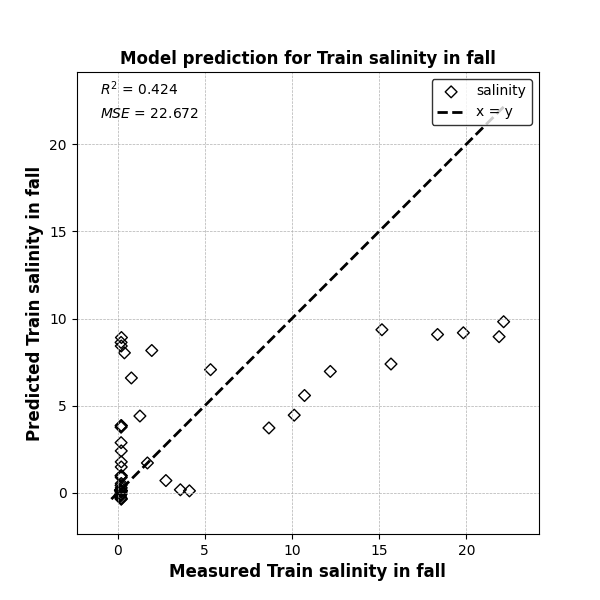 Model prediction for Train salinity in fall
R² = 0.424
MSE = 22.672
salinity
x = y
Predicted Train salinity in fall
20
15
10
5
0
0 5 10 15 20
Measured Train salinity in fall